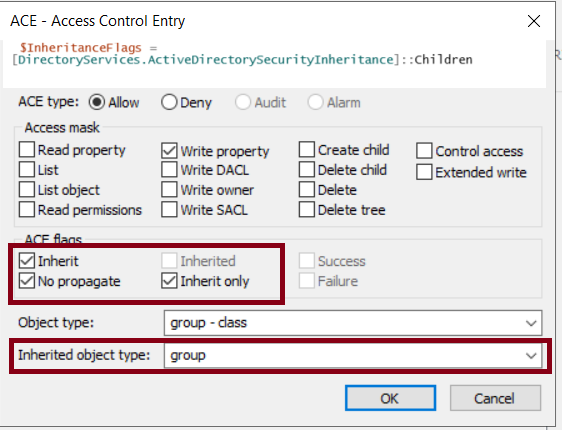 ACE - Access Control Entry
$InheritanceFlags =
[DirectoryServices.ActiveDirectorySecurityInheritance]::Children
R
ACE type: Allow Deny Audit Alarm
Access mask
Read property Write property Create child Control access
List Write DACL Delete child Extended write
List object Write owner Delete
Read permissions Write SACL Delete tree
ACE flags
Inherit Inherited Success
No propagate Inherit only Failure
Object type: group - class
Inherited object type: group
OK Cancel